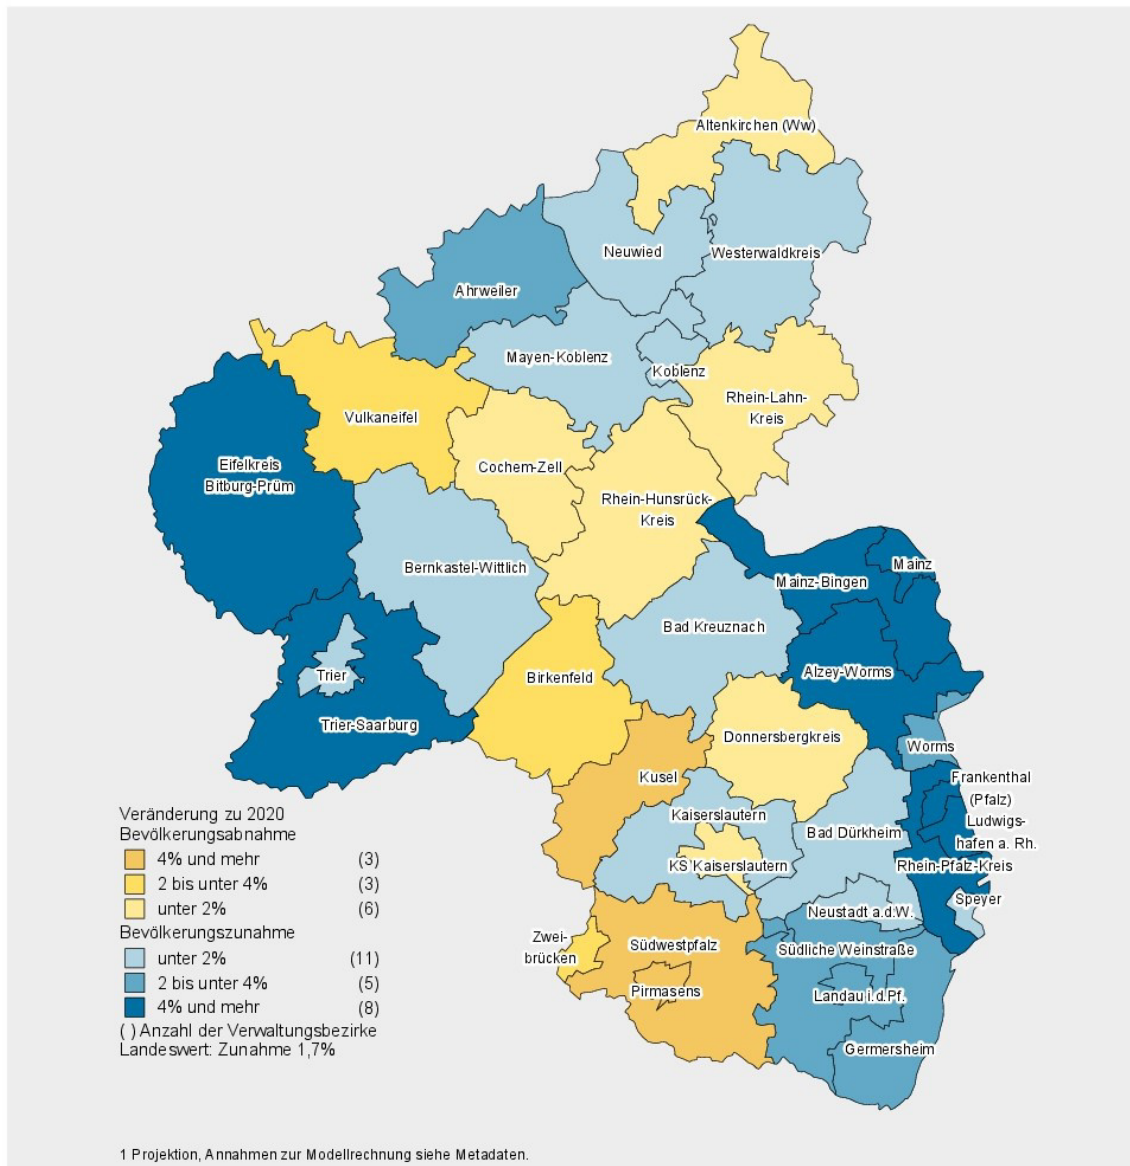 Altenkirchen (Ww)
Neuwied
Westerwaldkreis
Ahrweiler
Mayen-Koblenz
Koblenz
Rhein-Lahn-
Kreis
Vulkaneifel
Cochem-Zell
Eifelkreis
Bitburg-Prüm
Rhein-Hunsrück-
Kreis
Bernkastel-Wittlich
Mainz
Mainz-Bingen
Bad Kreuznach
Trier
Birkenfeld
Alzey-Worms
Trier-Saarburg
Donnersbergkreis
Worms
Kusel
Frankenthal
(Pfalz)
Kaiserslautern
Bad Dürkheim
Ludwigs-
hafen a. Rh.
KS Kaiserslautern
Rhein-Pfalz-Kreis
Speyer
Neustadt a.d.W.
Zwei-
brücken
Südwestpfalz
Südliche Weinstraße
Pirmasens
Landau i.d.Pf.
Germersheim
Veränderung zu 2020
Bevölkerungsabnahme
4% und mehr (3)
2 bis unter 4% (3)
unter 2% (6)
Bevölkerungszunahme
unter 2% (11)
2 bis unter 4% (5)
4% und mehr (8)
( ) Anzahl der Verwaltungsbezirke
Landeswert: Zunahme 1,7%
1 Projektion, Annahmen zur Modellrechnung siehe Metadaten.